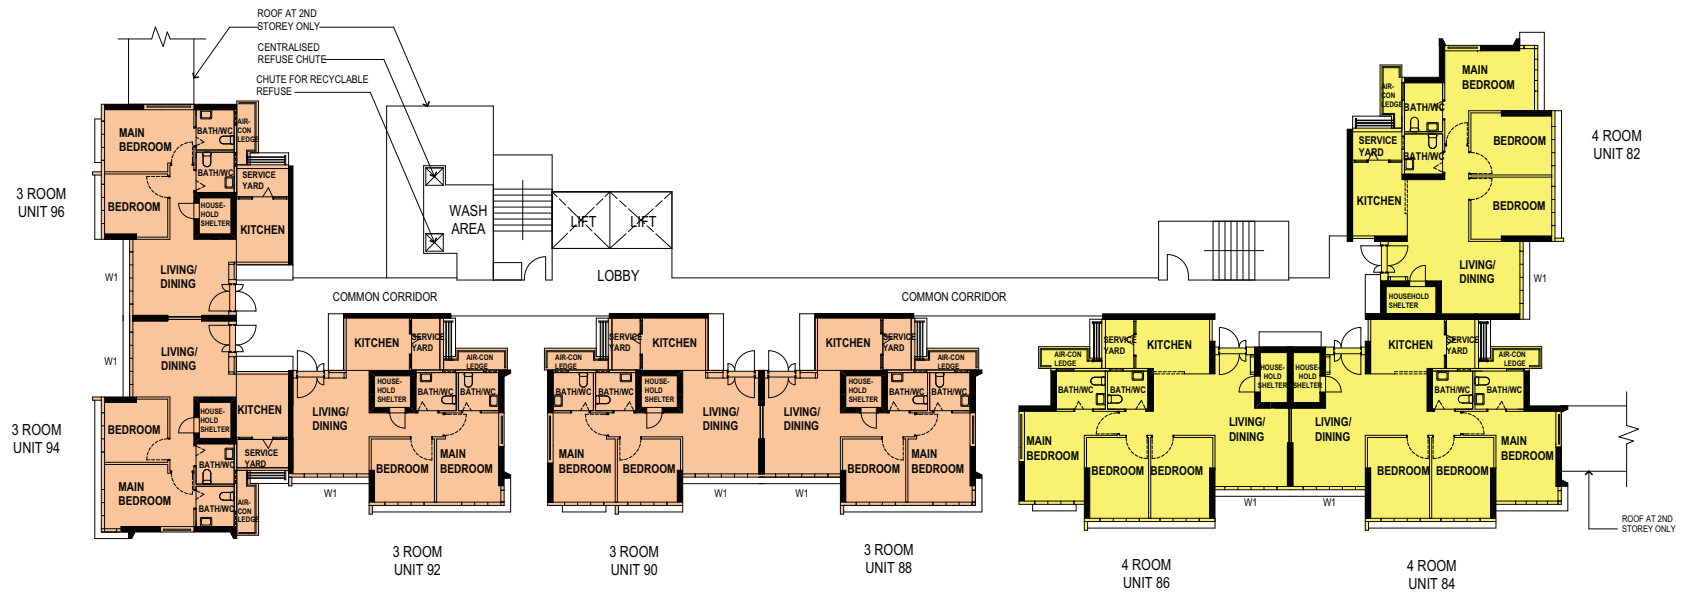 ROOF AT 2ND
STOREY ONLY
CENTRALISED
REFUSE CHUTE
CHUTE FOR RECYCLABLE
REFUSE
3 ROOM
UNIT 96
MAIN
BEDROOM
BATH/WC
AIR-
CON
LEDGE
BATH/WC
SERVICE
YARD
BEDROOM
HOUSE-
HOLD
SHELTER
KITCHEN
LIVING/
DINING
W1
WASH
AREA
LIFT
LIFT
LOBBY
COMMON CORRIDOR
COMMON CORRIDOR
4 ROOM
UNIT 82
MAIN
BEDROOM
AIR-
CON
LEDGE
BATH/WC
SERVICE
YARD
BATH/WC
BEDROOM
KITCHEN
BEDROOM
LIVING/
DINING
W1
HOUSEHOLD
SHELTER
3 ROOM
UNIT 94
W1
LIVING/
DINING
KITCHEN
BEDROOM
HOUSE-
HOLD
SHELTER
SERVICE
YARD
BATH/WC
MAIN
BEDROOM
BATH/WC
AIR-
CON
LEDGE
KITCHEN
SERVICE
YARD
AIR-CON
LEDGE
HOUSE-
HOLD
SHELTER
BATH/WC
BATH/WC
LIVING/
DINING
BEDROOM
MAIN
BEDROOM
W1
3 ROOM
UNIT 92
SERVICE
YARD
KITCHEN
AIR-CON
LEDGE
BATH/WC
BATH/WC
HOUSE-
HOLD
SHELTER
LIVING/
DINING
MAIN
BEDROOM
BEDROOM
W1
3 ROOM
UNIT 90
KITCHEN
SERVICE
YARD
AIR-CON
LEDGE
HOUSE-
HOLD
SHELTER
BATH/WC
BATH/WC
LIVING/
DINING
BEDROOM
MAIN
BEDROOM
W1
3 ROOM
UNIT 88
SERVICE
YARD
KITCHEN
AIR-CON
LEDGE
BATH/WC
BATH/WC
HOUSE-
HOLD
SHELTER
LIVING/
DINING
MAIN
BEDROOM
BEDROOM
BEDROOM
W1
4 ROOM
UNIT 86
KITCHEN
SERVICE
YARD
AIR-CON
LEDGE
HOUSE-
HOLD
SHELTER
BATH/WC
BATH/WC
LIVING/
DINING
BEDROOM
BEDROOM
MAIN
BEDROOM
W1
4 ROOM
UNIT 84
ROOF AT 2ND
STOREY ONLY